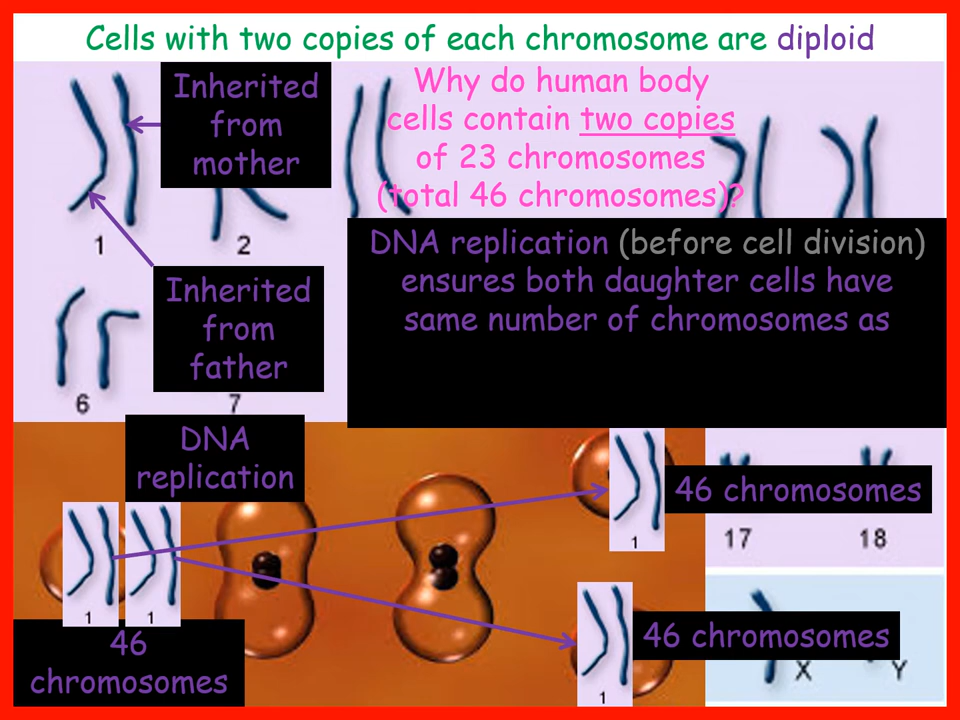 Cells with two copies of each chromosome are diploid
Inherited
from
mother
Why do human body
cells contain two copies
of 23 chromosomes
(total 46 chromosomes)?
1
2
DNA replication (before cell division)
ensures both daughter cells have
same number of chromosomes as
Inherited
from
father
6
7
DNA
replication
46 chromosomes
1
17
18
1
1
46
chromosomes
46 chromosomes
1
X
Y